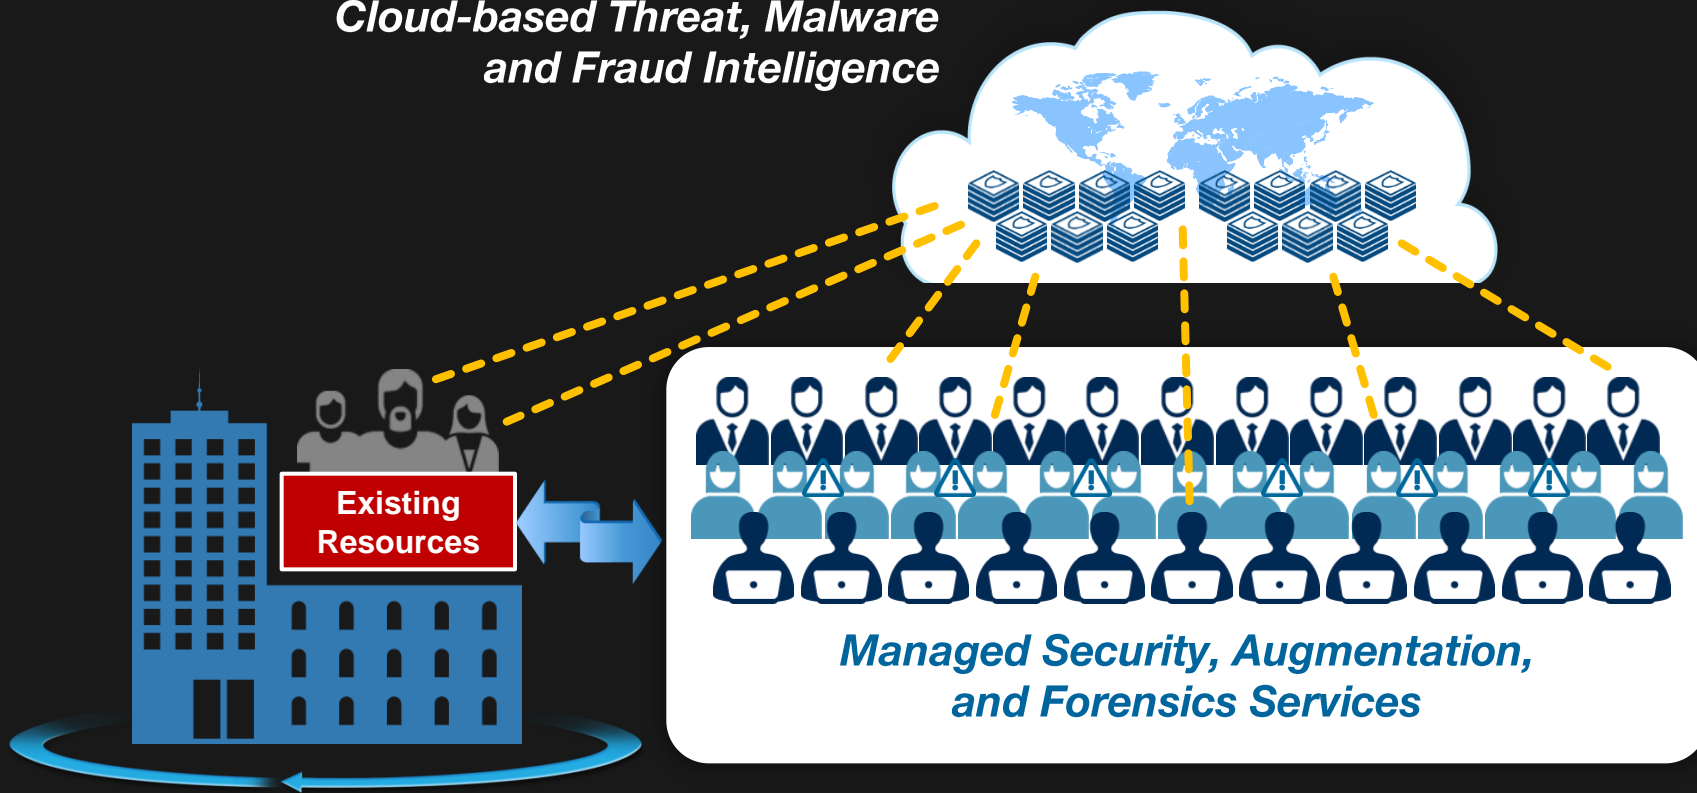 Cloud-based Threat, Malware
and Fraud Intelligence
Existing
Resources
Managed Security, Augmentation,
and Forensics Services